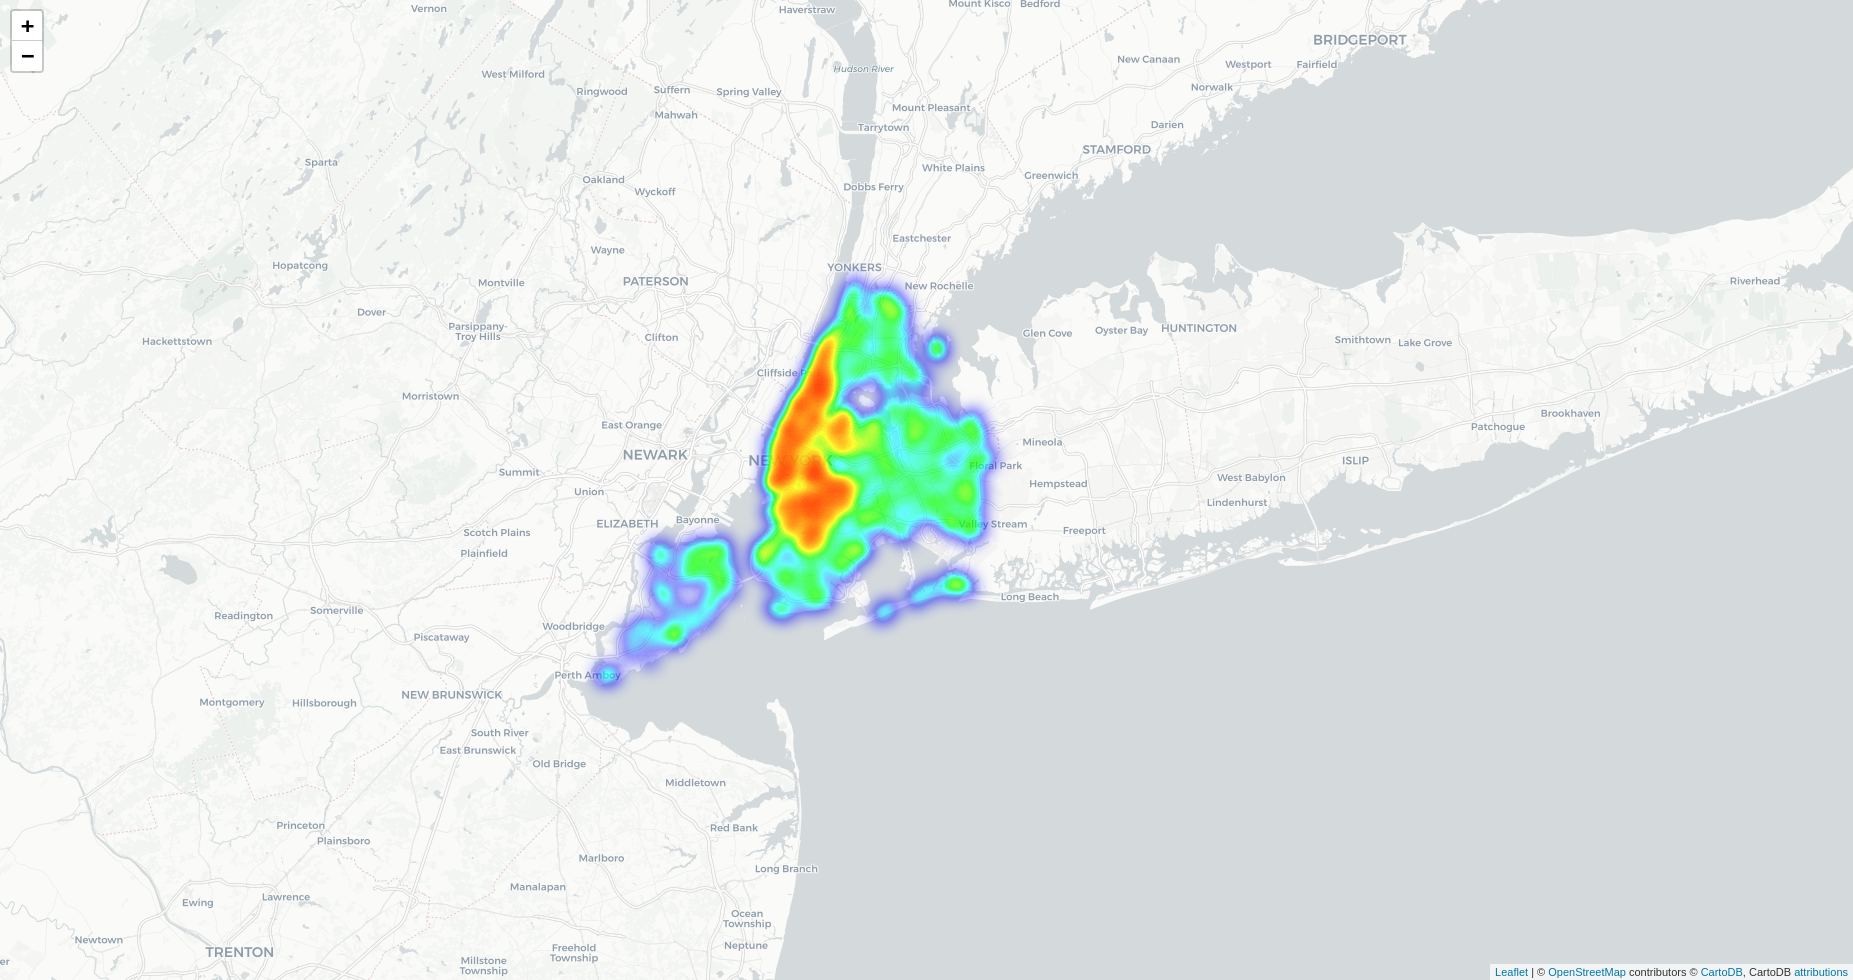 +
−
Vernon
Haverstraw
Mount Kisco
Bedford
BRIDGEPORT
Hudson River
New Canaan
Westport
Fairfield
West Milford
Ringwood
Suffern
Spring Valley
Norwalk
Mahwah
Mount Pleasant
Tarrytown
Darien
STAMFORD
Sparta
White Plains
Greenwich
Oakland
Wyckoff
Dobbs Ferry
Eastchester
Wayne
Hopatcong
YONKERS
PATERSON
Montville
New Rochelle
Riverhead
Dover
Parsippany-
Troy Hills
Clifton
Glen Cove
Oyster Bay
HUNTINGTON
Smithtown
Lake Grove
Hackettstown
Cliffside Park
Morristown
Brookhaven
East Orange
Patchogue
Mineola
NEWARK
NEW YORK
ISLIP
Floral Park
Summit
Hempstead
West Babylon
Union
Lindenhurst
ELIZABETH
Bayonne
Valley Stream
Freeport
Scotch Plains
Plainfield
Long Beach
Somerville
Readington
Woodbridge
Piscataway
Perth Amboy
NEW BRUNSWICK
Montgomery
Hillsborough
South River
East Brunswick
Old Bridge
Middletown
Princeton
Plainsboro
Red Bank
Marlboro
Long Branch
Manalapan
Lawrence
Ewing
Ocean
Township
Newtown
Neptune
TRENTON
Freehold
Township
Millstone
Township
er
Leaflet | © OpenStreetMap contributors © CartoDB, CartoDB attributions